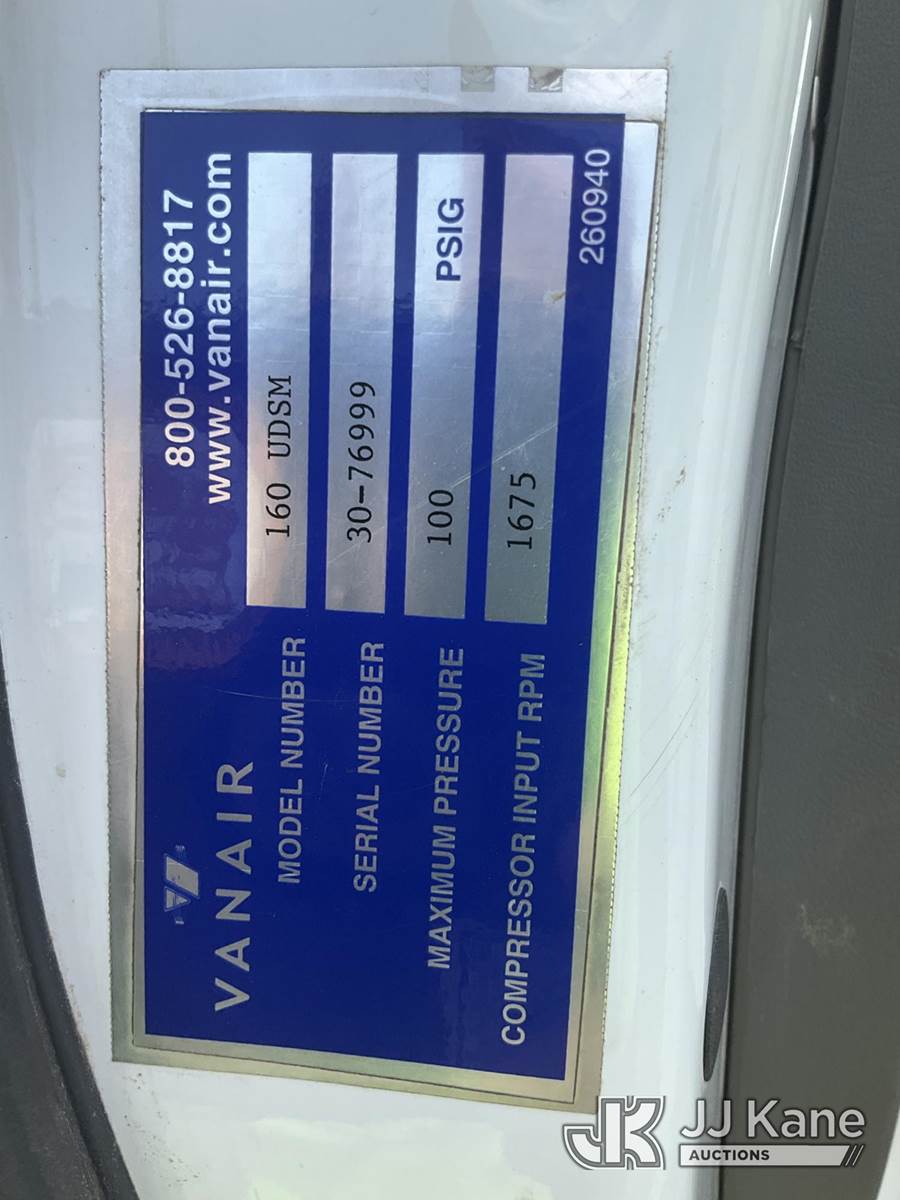 VANAIR
800-526-8817
www.vanair.com
MODEL NUMBER 160 UDSM
SERIAL NUMBER 30-76999
MAXIMUM PRESSURE 100 PSIG
COMPRESSOR INPUT RPM 1675
260940
JK JJ Kane
AUCTIONS